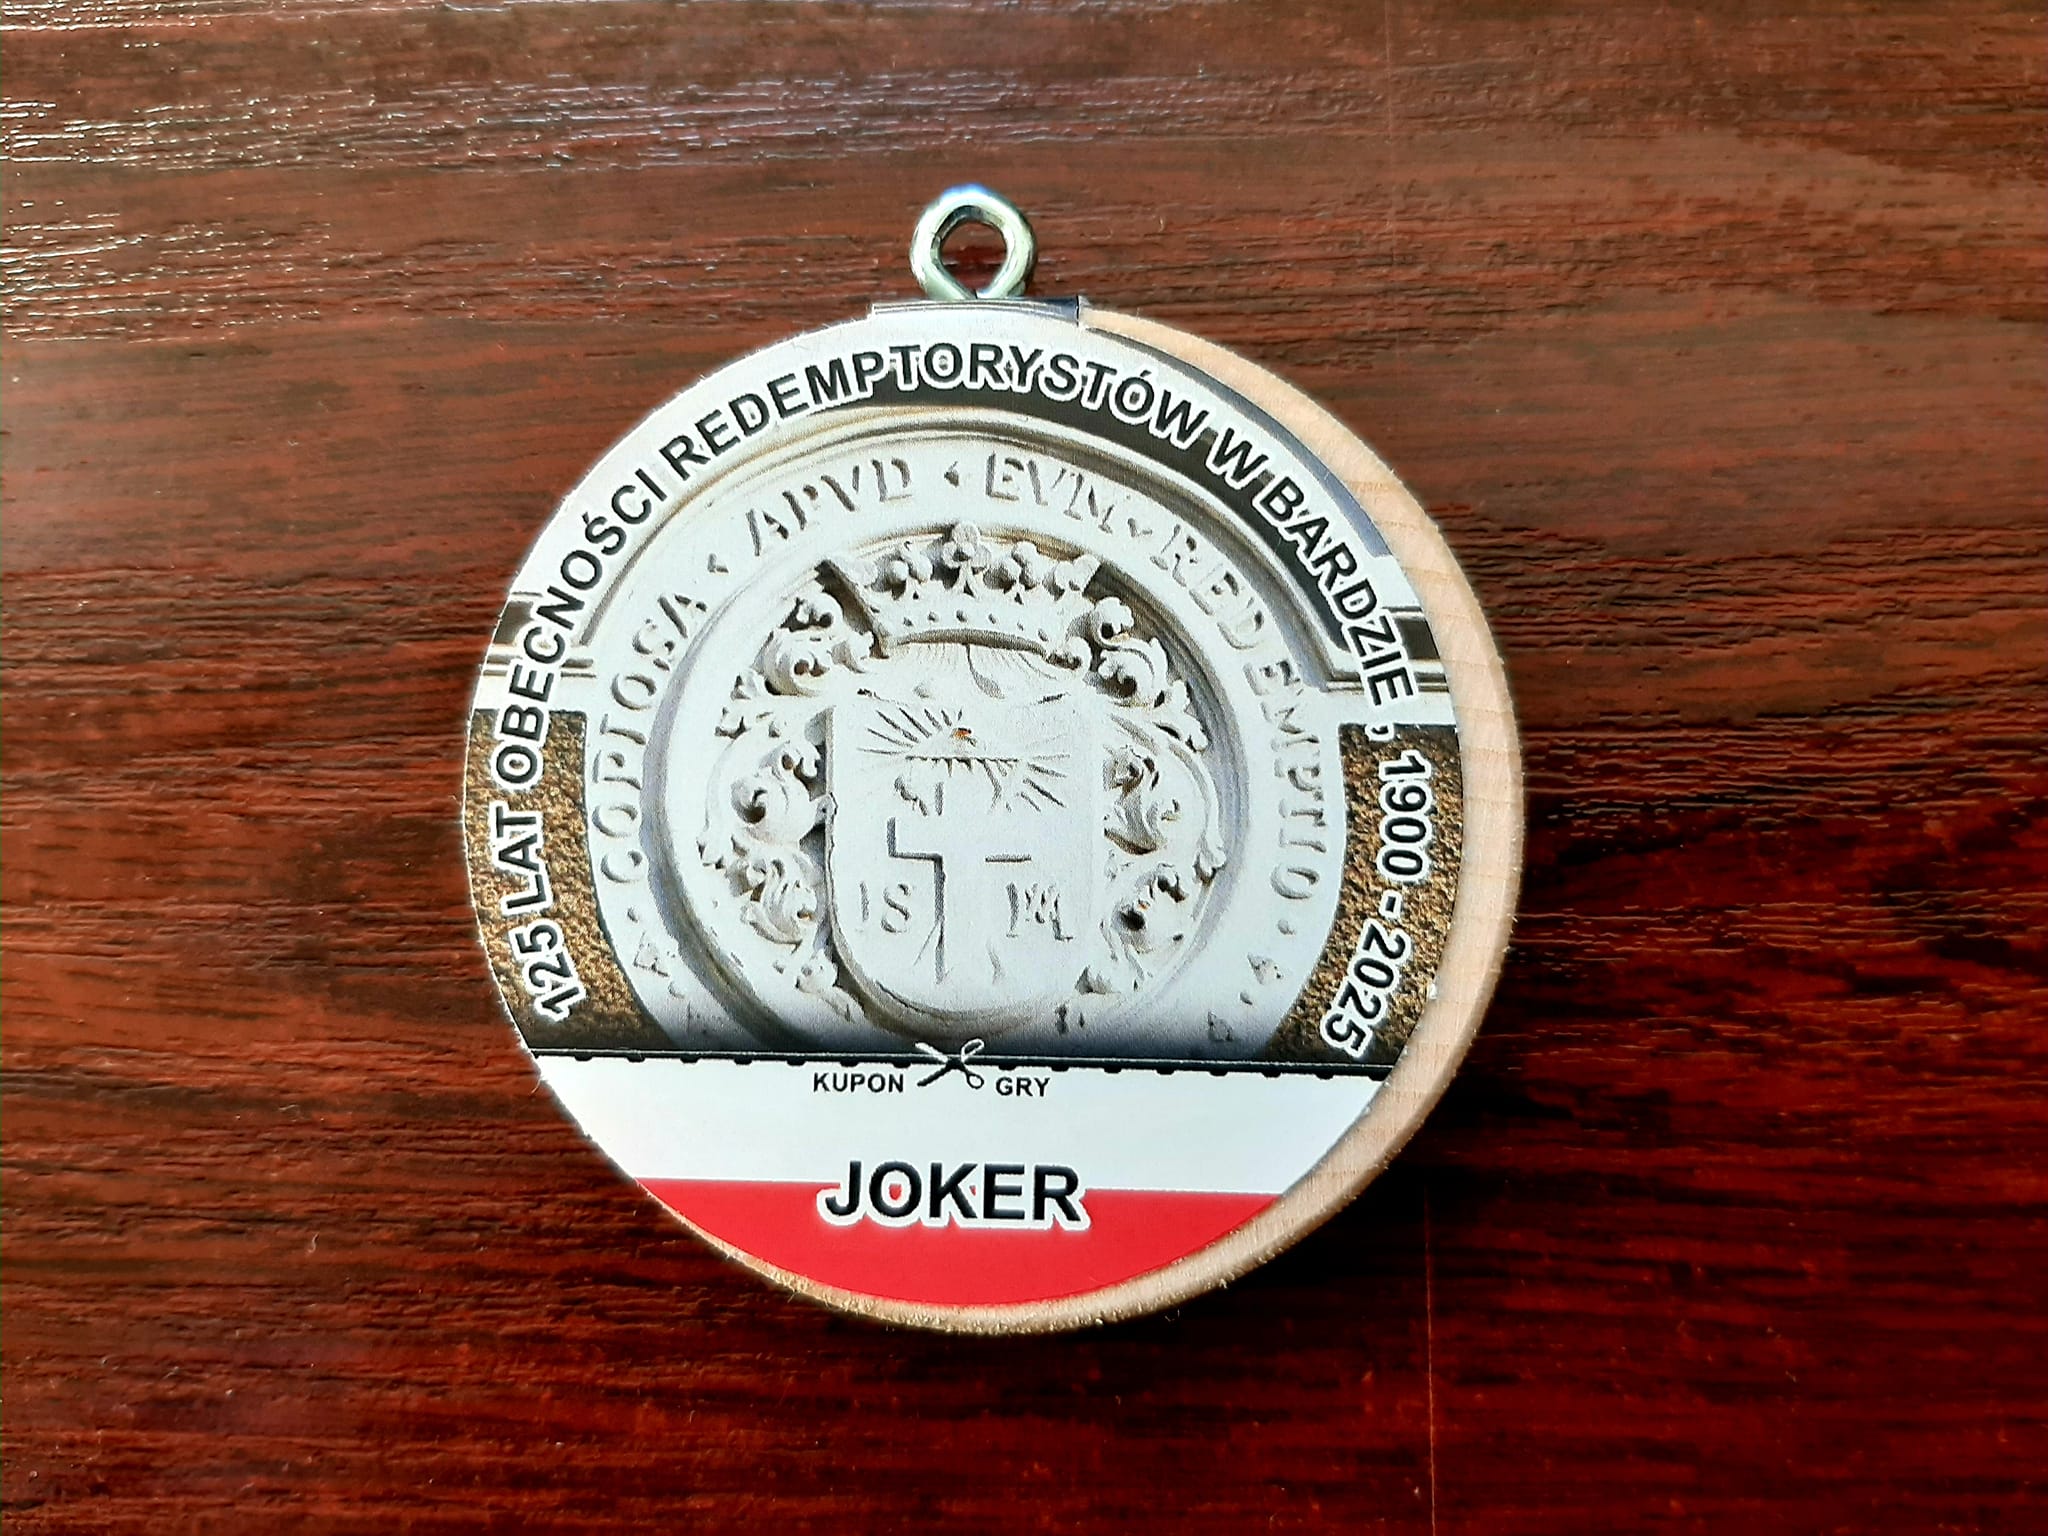 125 LAT OBECNOŚCI REDEMPTORYSTÓW W BARDZIE , 1900 - 2025
COPIOSA · APVD · EVM · REDEMPTIO ·
IS M
KUPON GRY
JOKER